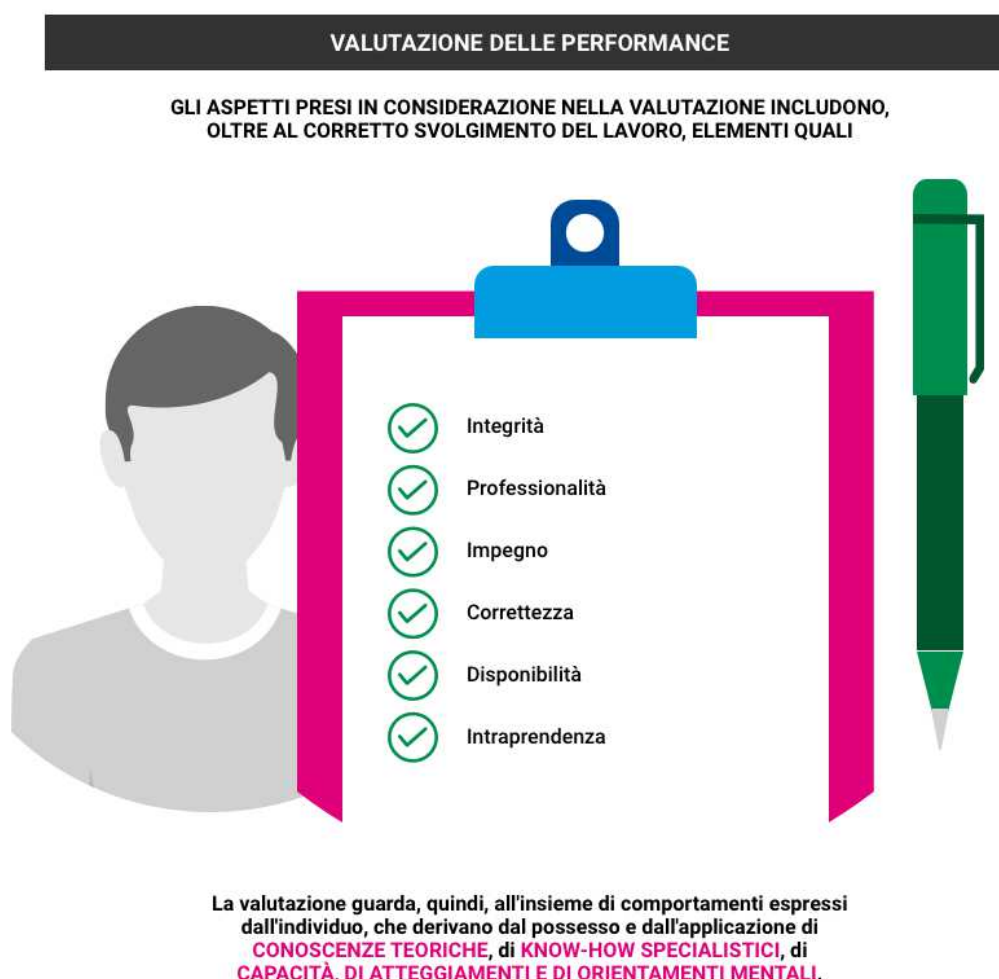 VALUTAZIONE DELLE PERFORMANCE
GLI ASPETTI PRESI IN CONSIDERAZIONE NELLA VALUTAZIONE INCLUDONO,
OLTRE AL CORRETTO SVOLGIMENTO DEL LAVORO, ELEMENTI QUALI
Integrità
Professionalità
Impegno
Correttezza
Disponibilità
Intraprendenza
La valutazione guarda, quindi, all'insieme di comportamenti espressi
dall'individuo, che derivano dal possesso e dall'applicazione di
CONOSCENZE TEORICHE, di KNOW-HOW SPECIALISTICI, di
CAPACITÀ, DI ATTEGGIAMENTI E DI ORIENTAMENTI MENTALI.